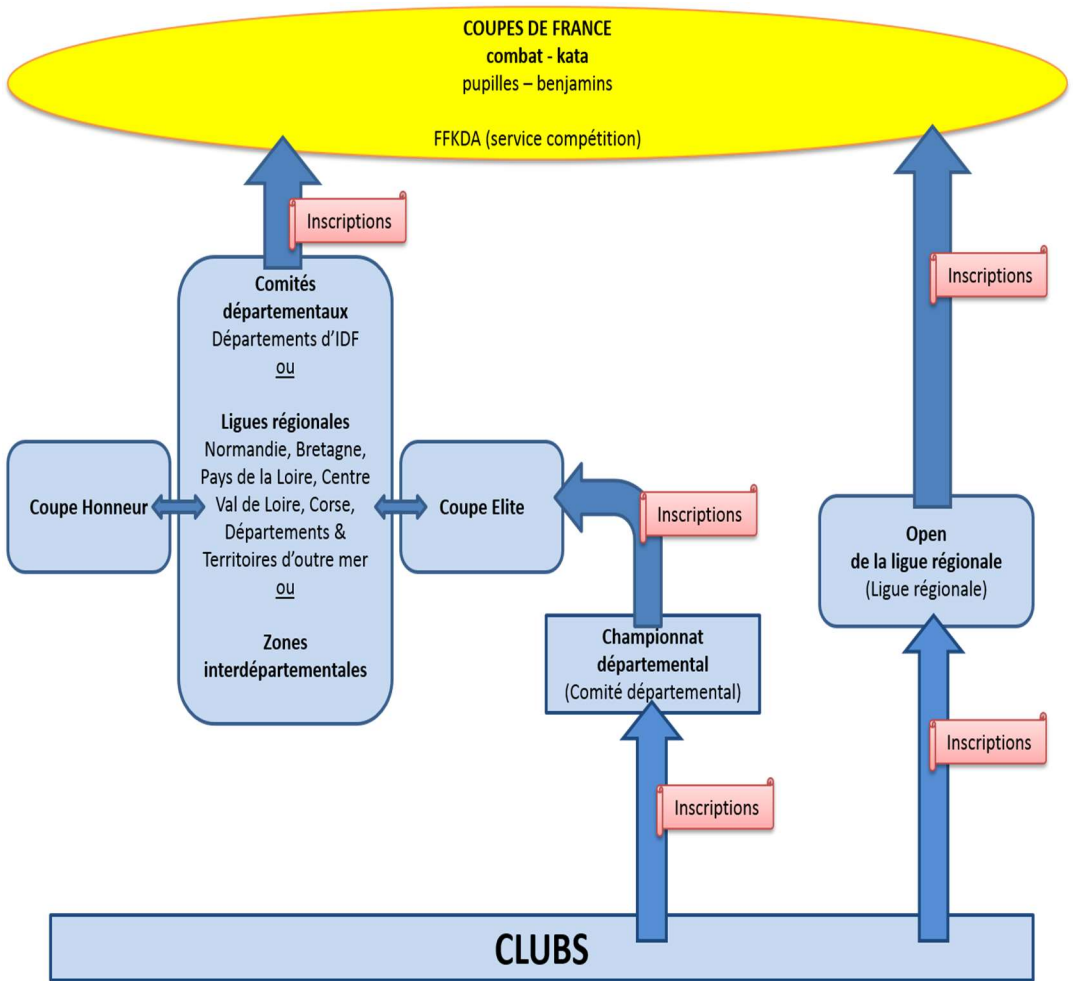 COUPES DE FRANCE
combat - kata
pupilles – benjamins
FFKDA (service compétition)
Inscriptions
Inscriptions
Comités
départementaux
Départements d’IDF
ou
Ligues régionales
Normandie, Bretagne,
Pays de la Loire, Centre
Val de Loire, Corse,
Départements &
Territoires d’outre mer
ou
Zones
interdépartementales
Coupe Honneur
Coupe Elite
Inscriptions
Open
de la ligue régionale
(Ligue régionale)
Championnat
départemental
(Comité départemental)
Inscriptions
Inscriptions
CLUBS